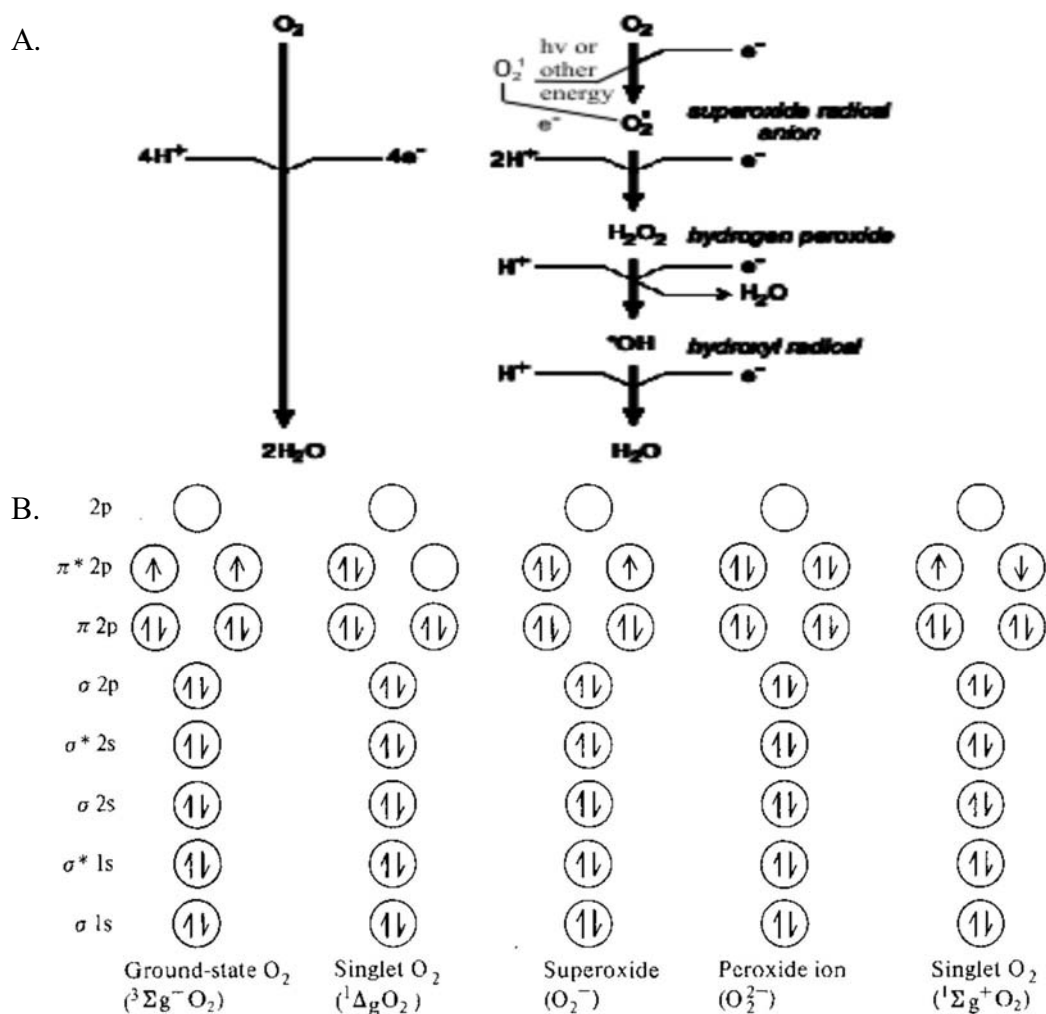 A.
O₂
4H⁺ 4e⁻
2H₂O
O₂
hv or
other
energy
O₂¹
e⁻
e⁻
O₂•
superoxide radical
anion
2H⁺ e⁻
H₂O₂ hydrogen peroxide
H⁺ e⁻
H₂O
•OH hydroxyl radical
H⁺ e⁻
H₂O
B.
2p
π* 2p
π 2p
σ 2p
σ* 2s
σ 2s
σ* 1s
σ 1s
Ground-state O₂ Singlet O₂ Superoxide Peroxide ion Singlet O₂
(³Σg⁻O₂) (¹ΔgO₂) (O₂⁻) (O₂²⁻) (¹Σg⁺O₂)